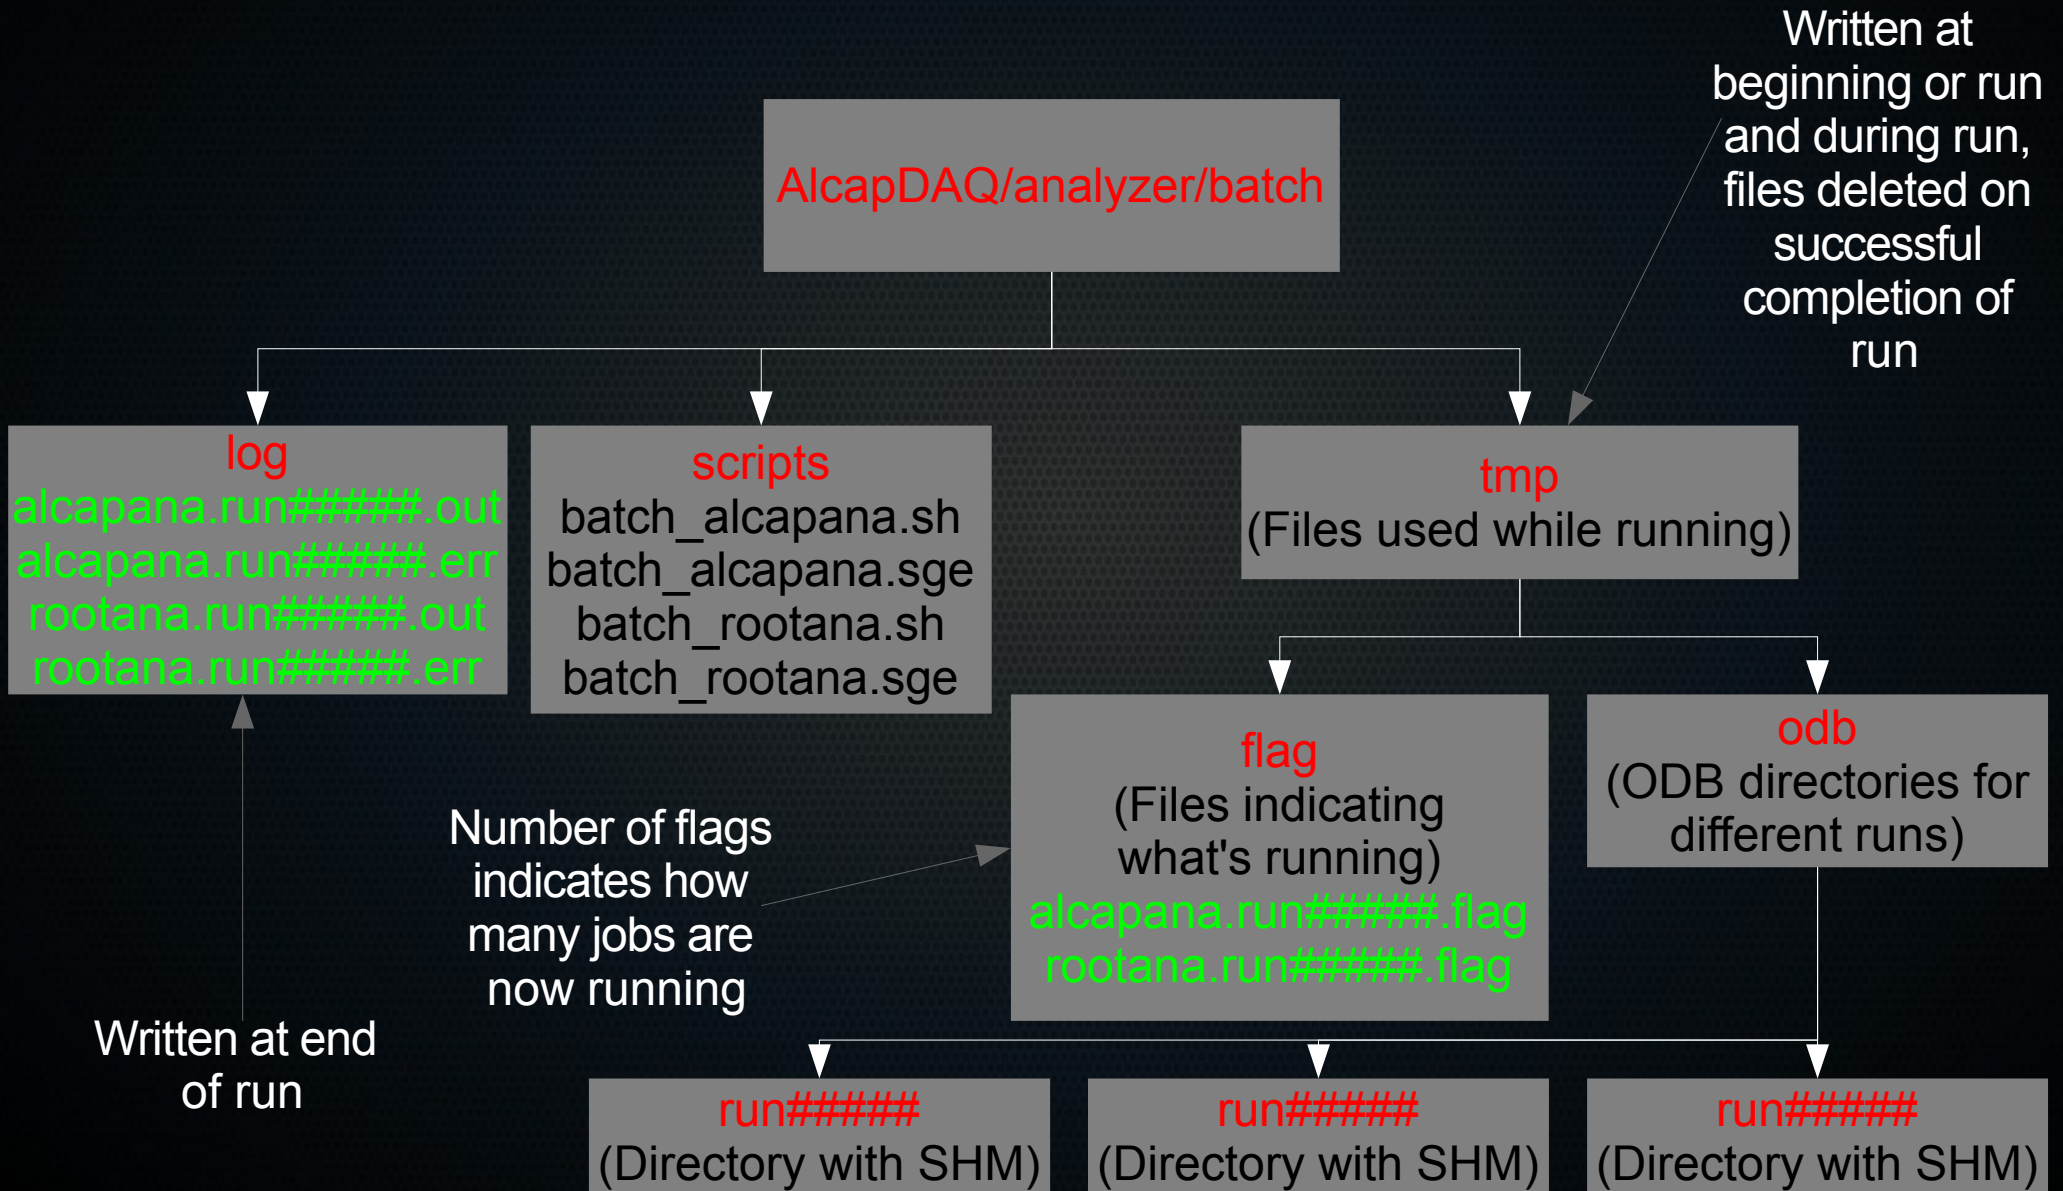 Written at
beginning or run
and during run,
files deleted on
successful
completion of
run
AlcapDAQ/analyzer/batch
log
alcapana.run#####.out
alcapana.run#####.err
rootana.run#####.out
rootana.run#####.err
scripts
batch_alcapana.sh
batch_alcapana.sge
batch_rootana.sh
batch_rootana.sge
tmp
(Files used while running)
flag
(Files indicating
what's running)
alcapana.run#####.flag
rootana.run#####.flag
odb
(ODB directories for
different runs)
Number of flags
indicates how
many jobs are
now running
Written at end
of run
run#####
(Directory with SHM)
run#####
(Directory with SHM)
run#####
(Directory with SHM)